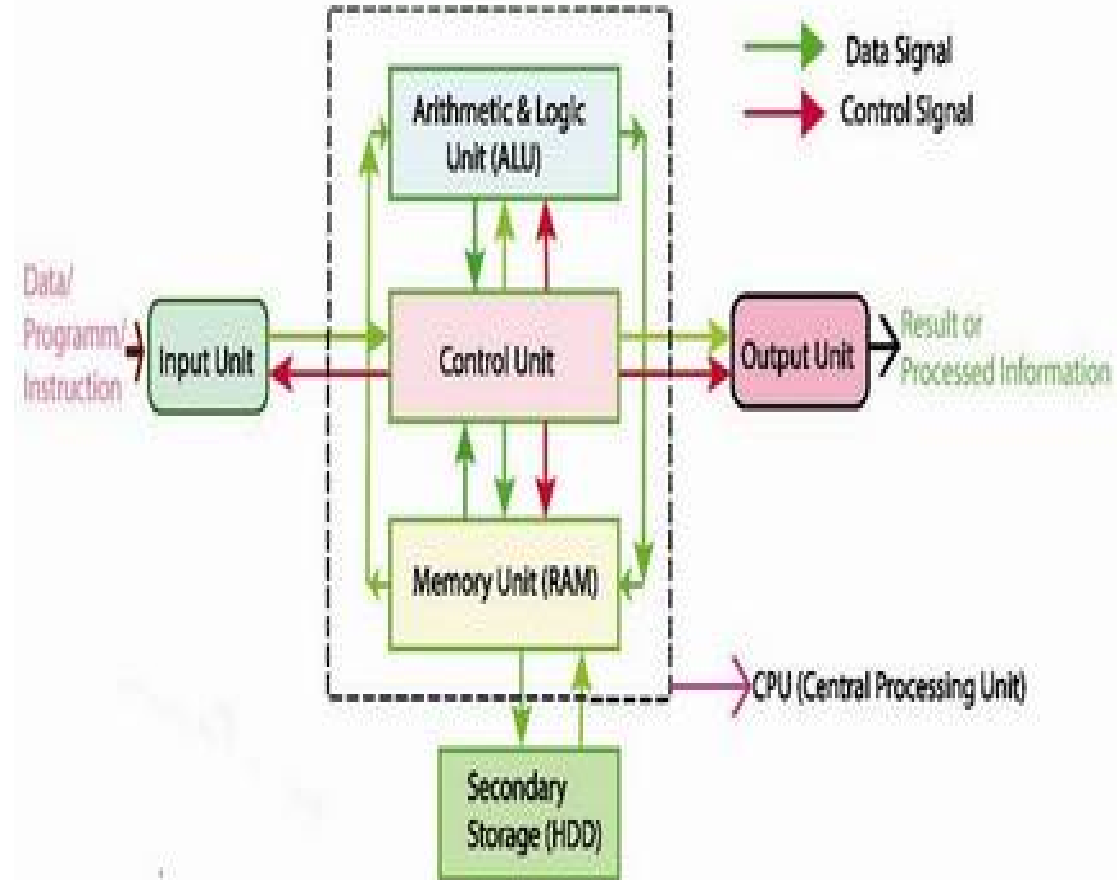 Data Signal
Control Signal
Arithmetic & Logic
Unit (ALU)
Data/
Programm/
Instruction
Input Unit
Control Unit
Output Unit
Result or
Processed Information
Memory Unit (RAM)
CPU (Central Processing Unit)
Secondary
Storage (HDD)